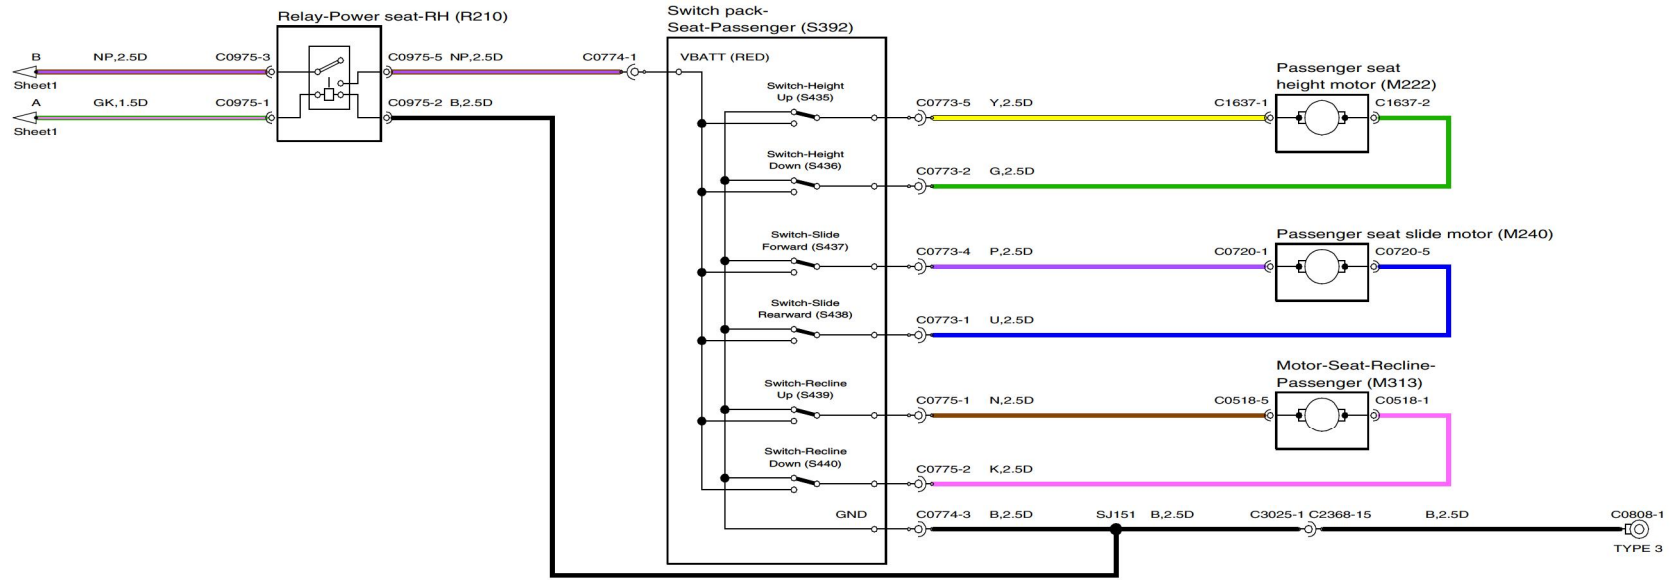 Relay-Power seat-RH (R210)
Switch pack-
Seat-Passenger (S392)
B
NP,2.5D
C0975-3
C0975-5 NP,2.5D
C0774-1
VBATT (RED)
Sheet1
A
GK,1.5D
C0975-1
C0975-2 B,2.5D
Sheet1
Switch-Height
Up (S435)
C0773-5 Y,2.5D
Passenger seat
height motor (M222)
C1637-1
C1637-2
Switch-Height
Down (S436)
C0773-2 G,2.5D
Switch-Slide
Forward (S437)
C0773-4 P,2.5D
Passenger seat slide motor (M240)
C0720-1
C0720-5
Switch-Slide
Rearward (S438)
C0773-1 U,2.5D
Motor-Seat-Recline-
Passenger (M313)
Switch-Recline
Up (S439)
C0775-1 N,2.5D
C0518-5
C0518-1
Switch-Recline
Down (S440)
C0775-2 K,2.5D
GND
C0774-3 B,2.5D
SJ151 B,2.5D
C3025-1 C2368-15
B,2.5D
C0808-1
TYPE 3